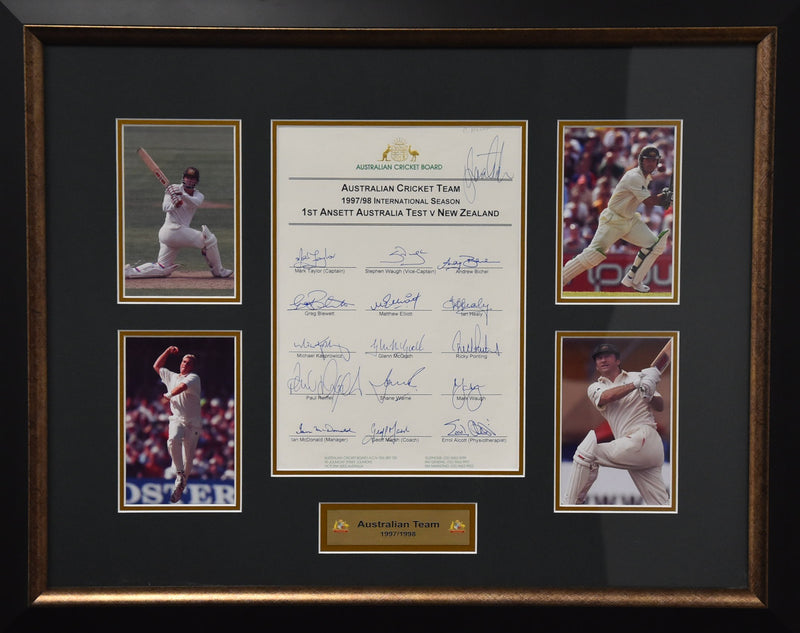 AUSTRALIAN CRICKET BOARD
AUSTRALIAN CRICKET TEAM
1997/98 INTERNATIONAL SEASON
1ST ANSETT AUSTRALIA TEST V NEW ZEALAND
Mark Taylor (Captain) Stephen Waugh (Vice-Captain) Andrew Bichel
Greg Blewett Matthew Elliott Ian Healy
Michael Kasprowicz Glenn McGrath Ricky Ponting
Paul Reiffel Shane Warne Mark Waugh
Ian McDonald (Manager) Geoff Marsh (Coach) Errol Alcott (Physiotherapist)
OSTER
Australian Team
1997/1998